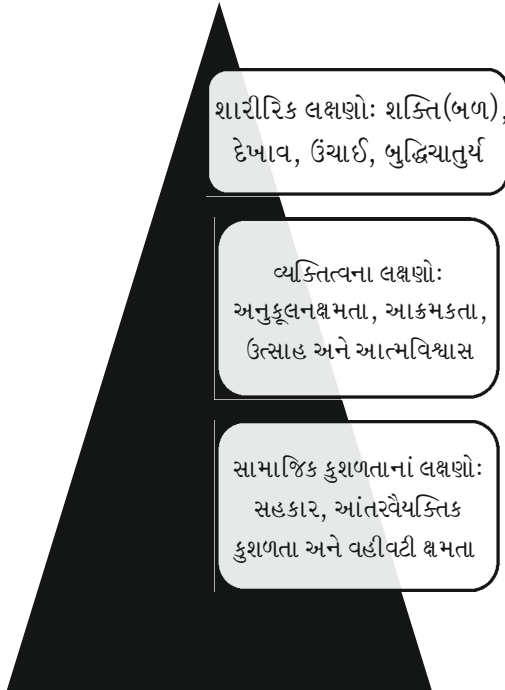 શારીરિક લક્ષણો: શક્તિ(બળ),
દેખાવ, ઉંચાઈ, બુદ્ધિચાતુર્ય
વ્યક્તિત્વના લક્ષણો:
અનુકૂલનક્ષમતા, આક્રમકતા,
ઉત્સાહ અને આત્મવિશ્વાસ
સામાજિક કુશળતાનાં લક્ષણો:
સહકાર, આંતરવૈયક્તિક
કુશળતા અને વહીવટી ક્ષમતા